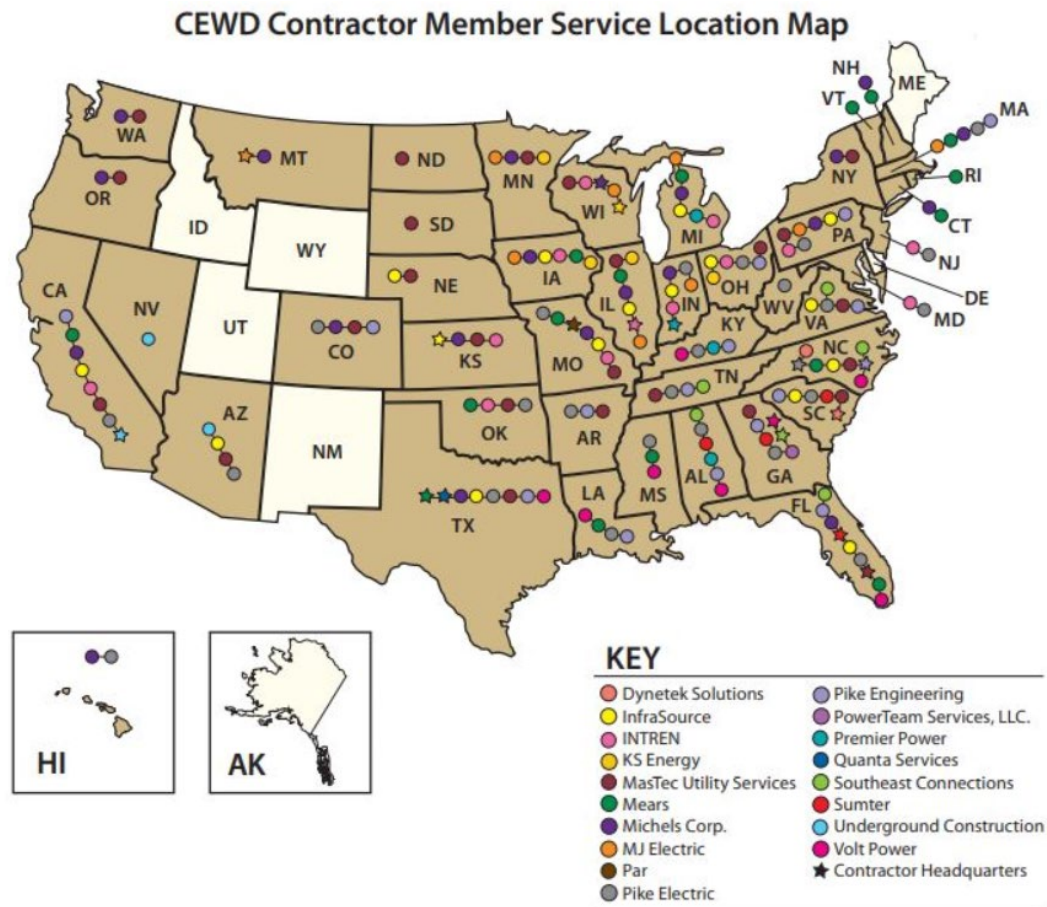 CEWD Contractor Member Service Location Map
NH
ME
VT
MA
WA
MT
ND
MN
NY
RI
OR
WI
SD
MI
CT
ID
PA
WY
NJ
IA
NE
OH
CA
IL
IN
DE
NV
WV
MD
UT
VA
CO
KY
KS
MO
NC
TN
AZ
SC
OK
AR
NM
GA
AL
MS
LA
FL
TX
HI
AK
KEY
Dynetek Solutions
InfraSource
INTREN
KS Energy
MasTec Utility Services
Mears
Michels Corp.
MJ Electric
Par
Pike Electric
Pike Engineering
PowerTeam Services, LLC.
Premier Power
Quanta Services
Southeast Connections
Sumter
Underground Construction
Volt Power
Contractor Headquarters